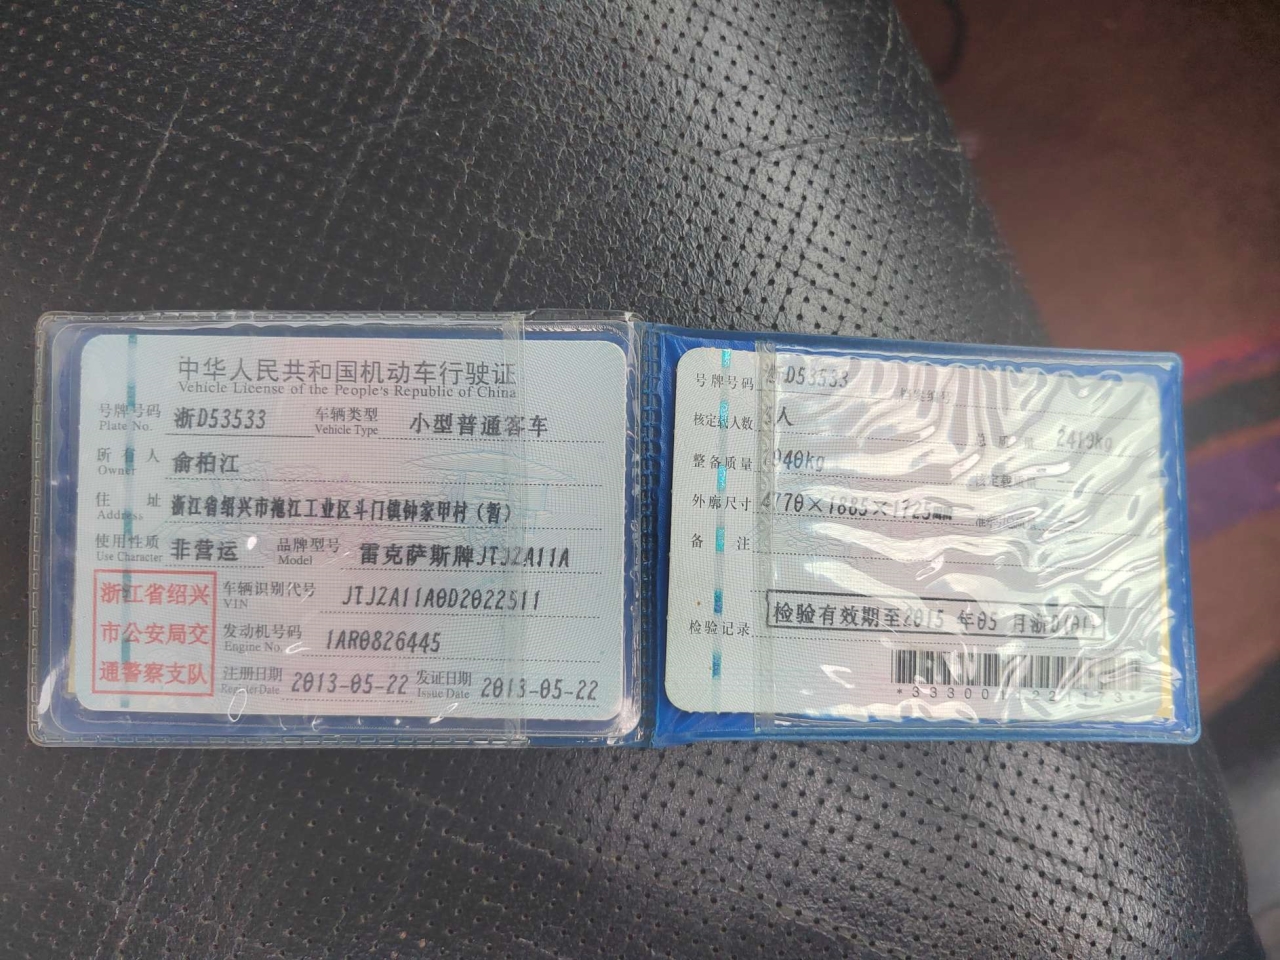 中华人民共和国机动车行驶证
Vehicle License of the People's Republic of China
号牌号码 浙D53533 车辆类型 小型普通客车
Plate No. Vehicle Type
所有人 俞柏江
Owner
住址 浙江省绍兴市袍江工业区斗门镇钟家甲村(暂)
Address
使用性质 非营运 品牌型号 雷克萨斯牌JTJZA11A
Use Character Model
浙江省绍兴
市公安局交
通警察支队
车辆识别代号 JTJZA11A0D2022511
VIN
发动机号码 1AR0826445
Engine No.
注册日期 2013-05-22 发证日期 2013-05-22
Register Date Issue Date
号牌号码 浙D53533
核定载人数 5人 总质量 2419kg
整备质量 940kg
外廓尺寸 4770×1885×1725mm
备注
检验记录 检验有效期至2015年05月浙D(01)